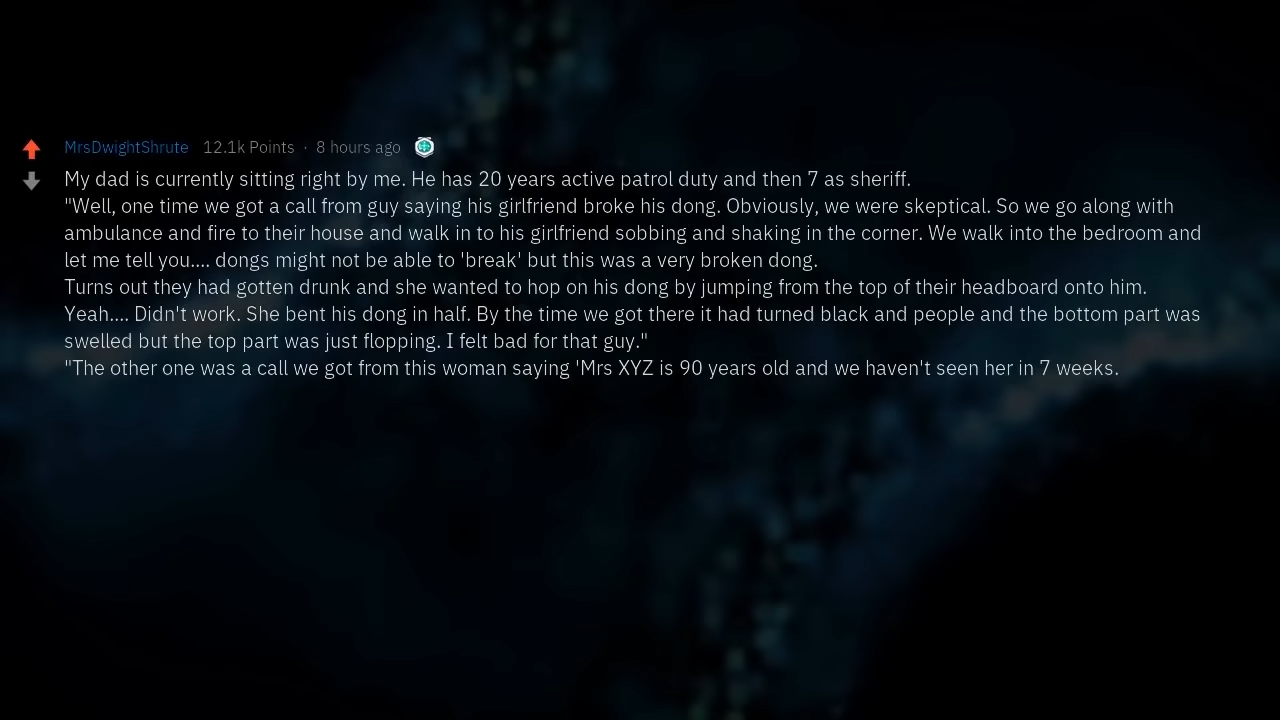 MrsDwightShrute 12.1k Points · 8 hours ago
My dad is currently sitting right by me. He has 20 years active patrol duty and then 7 as sheriff.
"Well, one time we got a call from guy saying his girlfriend broke his dong. Obviously, we were skeptical. So we go along with
ambulance and fire to their house and walk in to his girlfriend sobbing and shaking in the corner. We walk into the bedroom and
let me tell you.... dongs might not be able to 'break' but this was a very broken dong.
Turns out they had gotten drunk and she wanted to hop on his dong by jumping from the top of their headboard onto him.
Yeah.... Didn't work. She bent his dong in half. By the time we got there it had turned black and people and the bottom part was
swelled but the top part was just flopping. I felt bad for that guy."
"The other one was a call we got from this woman saying 'Mrs XYZ is 90 years old and we haven't seen her in 7 weeks.